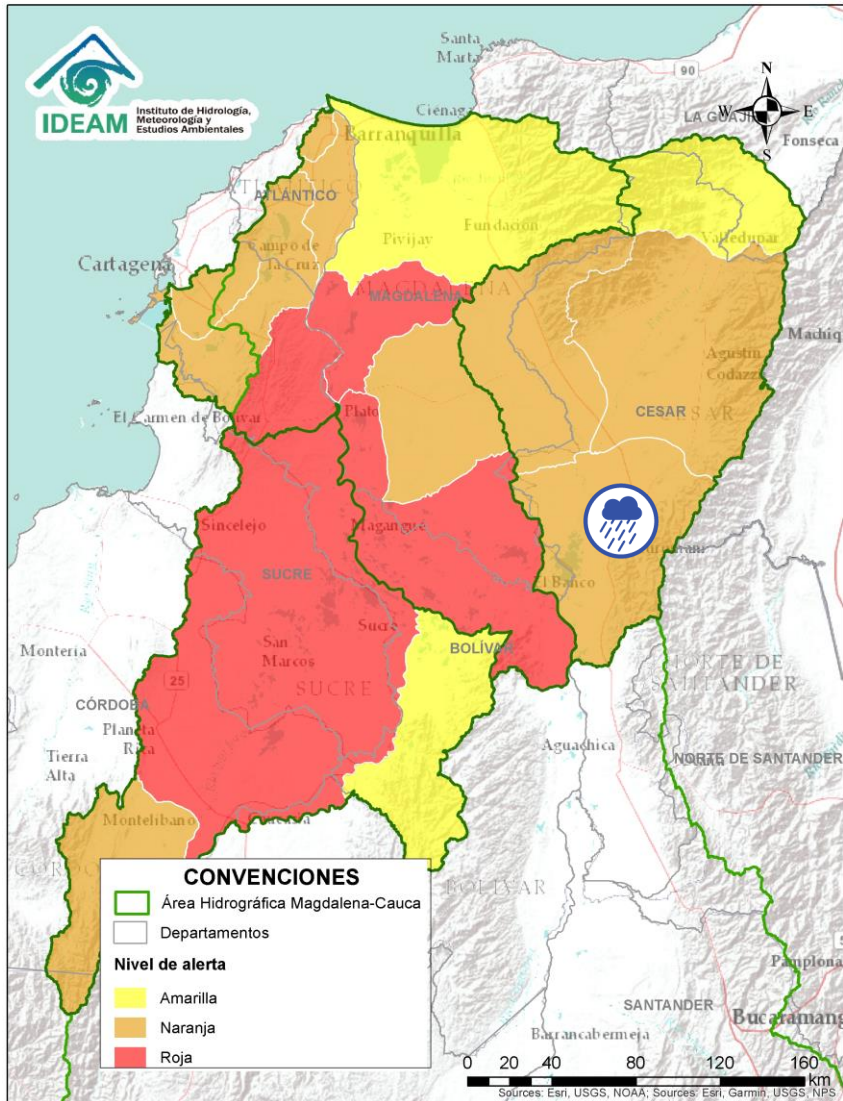 IDEAM
Instituto de Hidrología,
Meteorología y
Estudios Ambientales
Santa
Marta
90
N
W
E
S
Ciénaga
Barranquilla
Fonseca
ATLÁNTICO
Pivijay
Fundación
Valledupar
Cartagena
Campo de
la Cruz
MAGDALENA
Agustín
Codazzi
CESAR
El Carmen de Bolívar
Plato
Sincelejo
Magangué
SUCRE
El Banco
Sucre
San
Marcos
BOLÍVAR
SUCRE
Montería
25
NORTE DE
SANTANDER
CÓRDOBA
Planeta
Rica
Tierra
Alta
Aguachica
NORTE DE SANTANDER
Montelibano
BOLÍVAR
CONVENCIONES
Área Hidrográfica Magdalena-Cauca
Departamentos
Nivel de alerta
Amarilla
Naranja
Roja
Pamplona
SANTANDER
Barrancabermeja
0 20 40 80 120 160
km
Sources: Esri, USGS, NOAA; Sources: Esri, Garmin, USGS, NPS